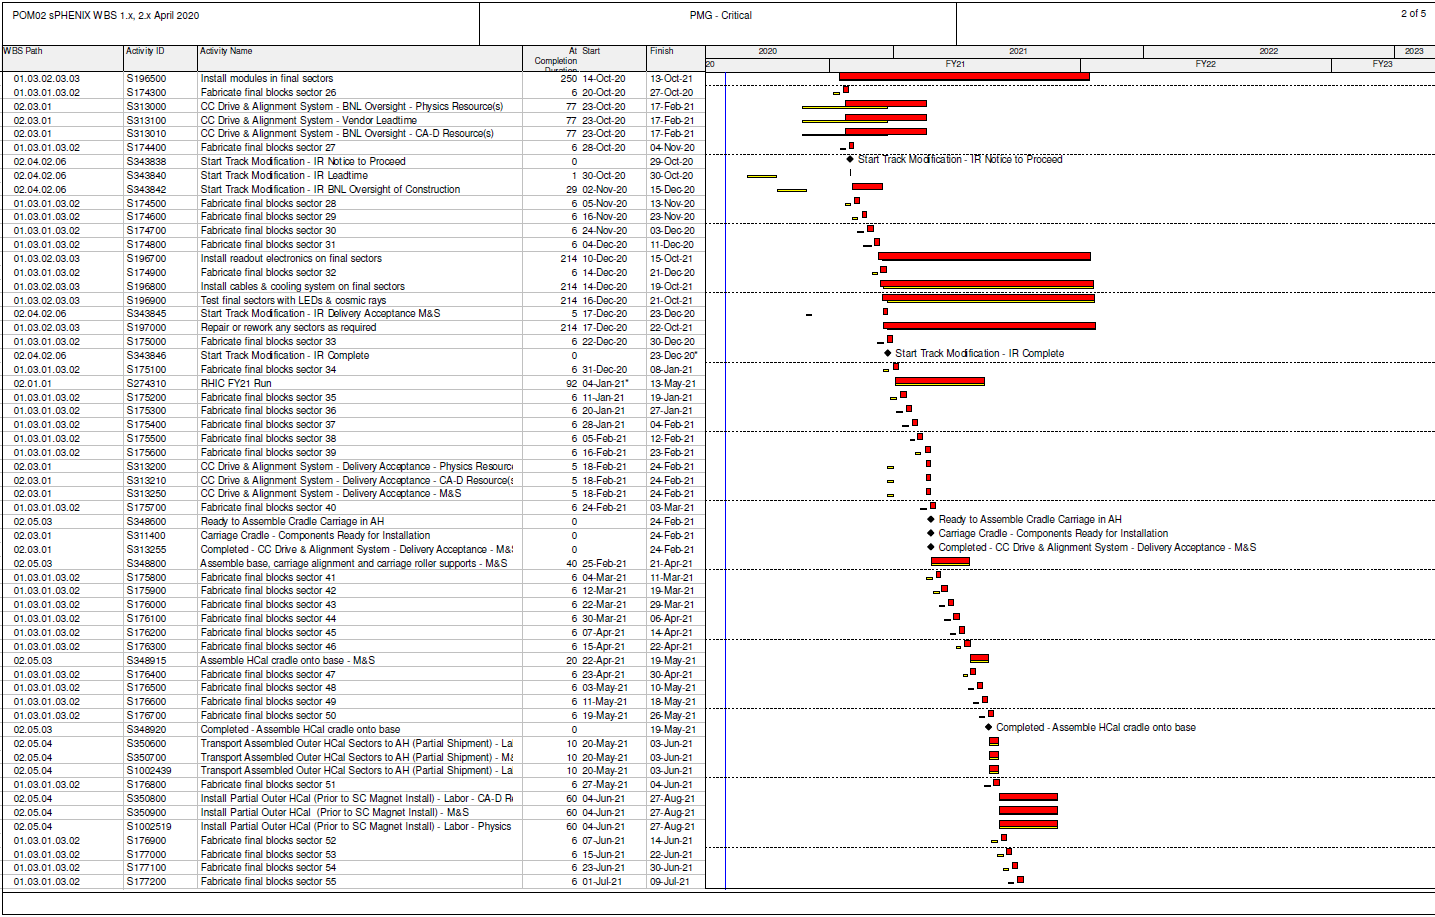 POM02 sPHENIX WBS 1.x, 2.x April 2020 PMG - Critical 2 of 5
WBS Path Activity ID Activity Name At Completion Duration Start Finish 2020 2021 2022 2023
20 FY21 FY22 FY23
01.03.02.03.03 S196500 Install modules in final sectors 250 14-Oct-20 13-Oct-21
01.03.01.03.02 S174300 Fabricate final blocks sector 26 6 20-Oct-20 27-Oct-20
02.03.01 S313000 CC Drive & Alignment System - BNL Oversight - Physics Resource(s) 77 23-Oct-20 17-Feb-21
02.03.01 S313100 CC Drive & Alignment System - Vendor Leadtime 77 23-Oct-20 17-Feb-21
02.03.01 S313010 CC Drive & Alignment System - BNL Oversight - CA-D Resource(s) 77 23-Oct-20 17-Feb-21
01.03.01.03.02 S174400 Fabricate final blocks sector 27 6 28-Oct-20 04-Nov-20
02.04.02.06 S343838 Start Track Modification - IR Notice to Proceed 0 29-Oct-20 Start Track Modification - IR Notice to Proceed
02.04.02.06 S343840 Start Track Modification - IR Leadtime 1 30-Oct-20 30-Oct-20
02.04.02.06 S343842 Start Track Modification - IR BNL Oversight of Construction 29 02-Nov-20 15-Dec-20
01.03.01.03.02 S174500 Fabricate final blocks sector 28 6 05-Nov-20 13-Nov-20
01.03.01.03.02 S174600 Fabricate final blocks sector 29 6 16-Nov-20 23-Nov-20
01.03.01.03.02 S174700 Fabricate final blocks sector 30 6 24-Nov-20 03-Dec-20
01.03.01.03.02 S174800 Fabricate final blocks sector 31 6 04-Dec-20 11-Dec-20
01.03.02.03.03 S196700 Install readout electronics on final sectors 214 10-Dec-20 15-Oct-21
01.03.01.03.02 S174900 Fabricate final blocks sector 32 6 14-Dec-20 21-Dec-20
01.03.02.03.03 S196800 Install cables & cooling system on final sectors 214 14-Dec-20 19-Oct-21
01.03.02.03.03 S196900 Test final sectors with LEDs & cosmic rays 214 16-Dec-20 21-Oct-21
02.04.02.06 S343845 Start Track Modification - IR Delivery Acceptance M&S 5 17-Dec-20 23-Dec-20
01.03.02.03.03 S197000 Repair or rework any sectors as required 214 17-Dec-20 22-Oct-21
01.03.01.03.02 S175000 Fabricate final blocks sector 33 6 22-Dec-20 30-Dec-20
02.04.02.06 S343846 Start Track Modification - IR Complete 0 23-Dec-20* Start Track Modification - IR Complete
01.03.01.03.02 S175100 Fabricate final blocks sector 34 6 31-Dec-20 08-Jan-21
02.01.01 S274310 RHIC FY21 Run 92 04-Jan-21* 13-May-21
01.03.01.03.02 S175200 Fabricate final blocks sector 35 6 11-Jan-21 19-Jan-21
01.03.01.03.02 S175300 Fabricate final blocks sector 36 6 20-Jan-21 27-Jan-21
01.03.01.03.02 S175400 Fabricate final blocks sector 37 6 28-Jan-21 04-Feb-21
01.03.01.03.02 S175500 Fabricate final blocks sector 38 6 05-Feb-21 12-Feb-21
01.03.01.03.02 S175600 Fabricate final blocks sector 39 6 16-Feb-21 23-Feb-21
02.03.01 S313200 CC Drive & Alignment System - Delivery Acceptance - Physics Resourc 5 18-Feb-21 24-Feb-21
02.03.01 S313210 CC Drive & Alignment System - Delivery Acceptance - CA-D Resource(s 5 18-Feb-21 24-Feb-21
02.03.01 S313250 CC Drive & Alignment System - Delivery Acceptance - M&S 5 18-Feb-21 24-Feb-21
01.03.01.03.02 S175700 Fabricate final blocks sector 40 6 24-Feb-21 03-Mar-21
02.05.03 S348600 Ready to Assemble Cradle Carriage in AH 0 24-Feb-21 Ready to Assemble Cradle Carriage in AH
02.03.01 S311400 Carriage Cradle - Components Ready for Installation 0 24-Feb-21 Carriage Cradle - Components Ready for Installation
02.03.01 S313255 Completed - CC Drive & Alignment System - Delivery Acceptance - M&S 0 24-Feb-21 Completed - CC Drive & Alignment System - Delivery Acceptance - M&S
02.05.03 S348800 Assemble base, carriage alignment and carriage roller supports - M&S 40 25-Feb-21 21-Apr-21
01.03.01.03.02 S175800 Fabricate final blocks sector 41 6 04-Mar-21 11-Mar-21
01.03.01.03.02 S175900 Fabricate final blocks sector 42 6 12-Mar-21 19-Mar-21
01.03.01.03.02 S176000 Fabricate final blocks sector 43 6 22-Mar-21 29-Mar-21
01.03.01.03.02 S176100 Fabricate final blocks sector 44 6 30-Mar-21 06-Apr-21
01.03.01.03.02 S176200 Fabricate final blocks sector 45 6 07-Apr-21 14-Apr-21
01.03.01.03.02 S176300 Fabricate final blocks sector 46 6 15-Apr-21 22-Apr-21
02.05.03 S348915 Assemble HCal cradle onto base - M&S 20 22-Apr-21 19-May-21
01.03.01.03.02 S176400 Fabricate final blocks sector 47 6 23-Apr-21 30-Apr-21
01.03.01.03.02 S176500 Fabricate final blocks sector 48 6 03-May-21 10-May-21
01.03.01.03.02 S176600 Fabricate final blocks sector 49 6 11-May-21 18-May-21
01.03.01.03.02 S176700 Fabricate final blocks sector 50 6 19-May-21 26-May-21
02.05.03 S348920 Completed - Assemble HCal cradle onto base 0 19-May-21 Completed - Assemble HCal cradle onto base
02.05.04 S350600 Transport Assembled Outer HCal Sectors to AH (Partial Shipment) - La 10 20-May-21 03-Jun-21
02.05.04 S350700 Transport Assembled Outer HCal Sectors to AH (Partial Shipment) - M& 10 20-May-21 03-Jun-21
02.05.04 S1002439 Transport Assembled Outer HCal Sectors to AH (Partial Shipment) - La 10 20-May-21 03-Jun-21
01.03.01.03.02 S176800 Fabricate final blocks sector 51 6 27-May-21 04-Jun-21
02.05.04 S350800 Install Partial Outer HCal (Prior to SC Magnet Install) - Labor - CA-D R 60 04-Jun-21 27-Aug-21
02.05.04 S350900 Install Partial Outer HCal (Prior to SC Magnet Install) - M&S 60 04-Jun-21 27-Aug-21
02.05.04 S1002519 Install Partial Outer HCal (Prior to SC Magnet Install) - Labor - Physics 60 04-Jun-21 27-Aug-21
01.03.01.03.02 S176900 Fabricate final blocks sector 52 6 07-Jun-21 14-Jun-21
01.03.01.03.02 S177000 Fabricate final blocks sector 53 6 15-Jun-21 22-Jun-21
01.03.01.03.02 S177100 Fabricate final blocks sector 54 6 23-Jun-21 30-Jun-21
01.03.01.03.02 S177200 Fabricate final blocks sector 55 6 01-Jul-21 09-Jul-21